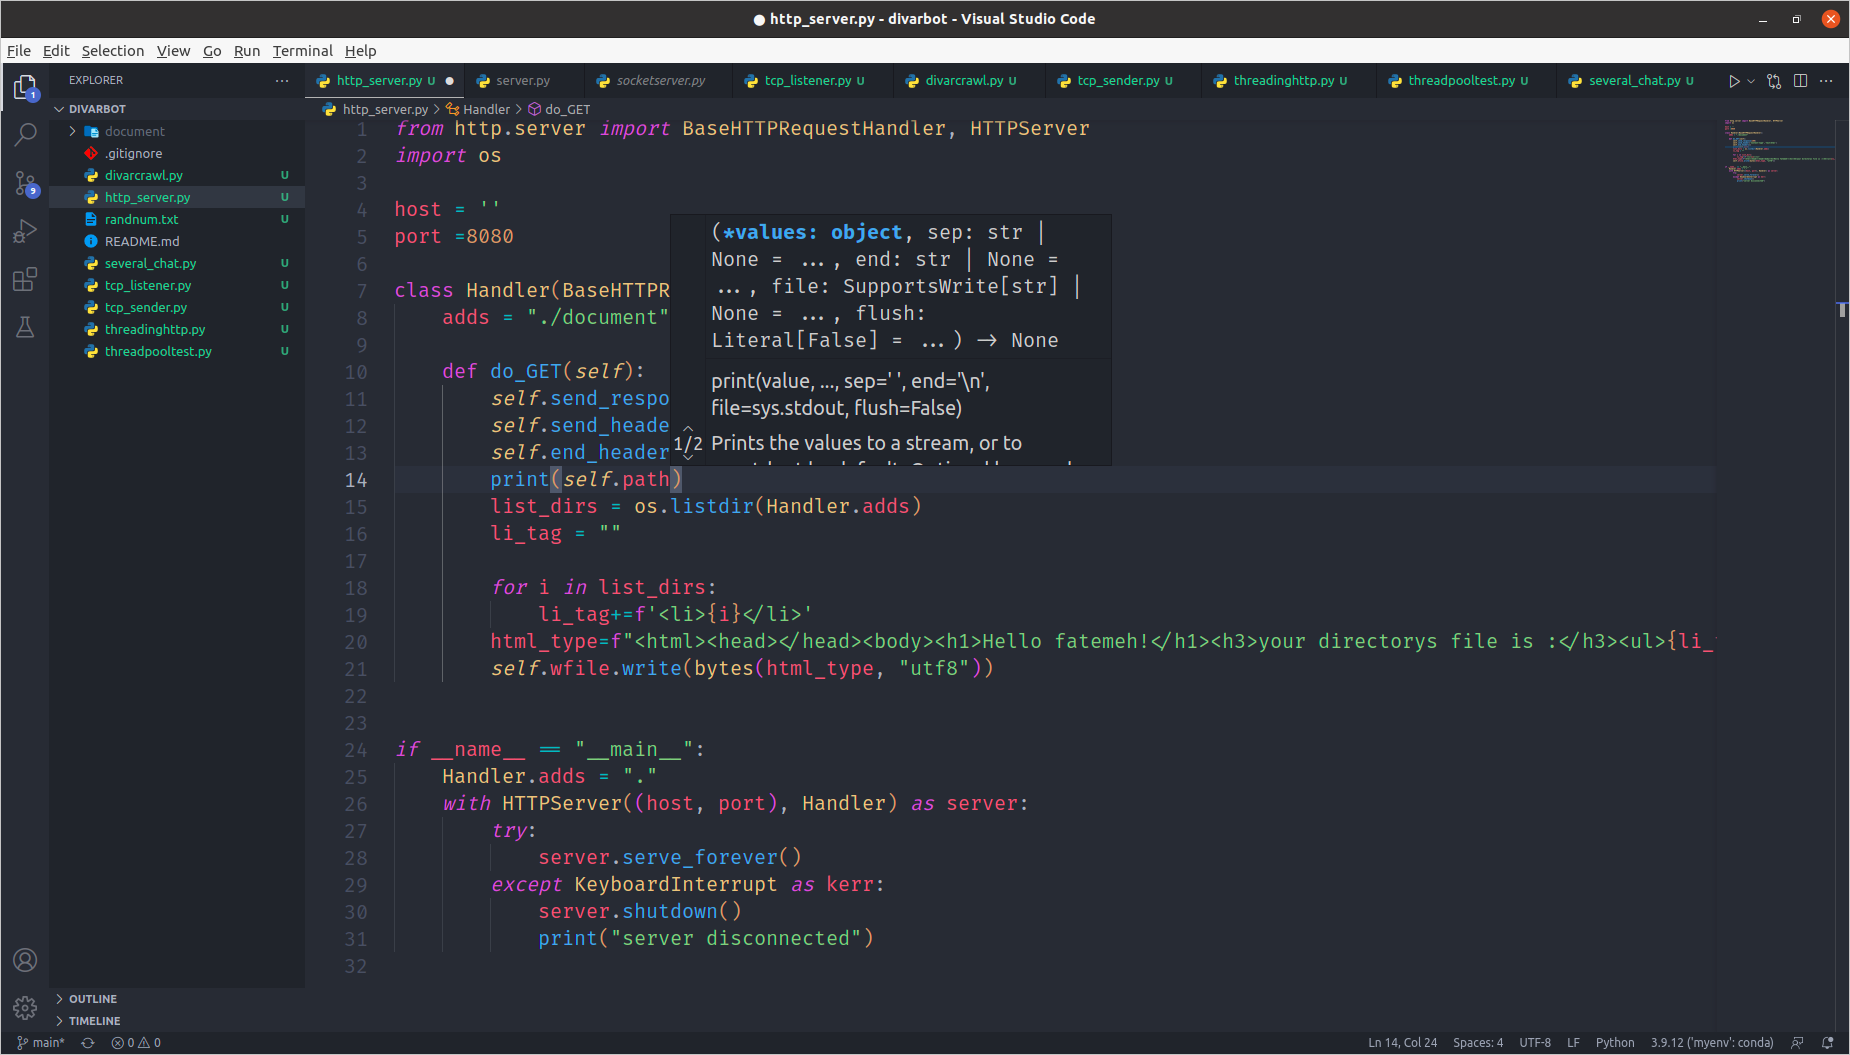 ● http_server.py - divarbot - Visual Studio Code
File Edit Selection View Go Run Terminal Help
EXPLORER ···
http_server.py U ●
server.py
socketserver.py
tcp_listener.py U
divarcrawl.py U
tcp_sender.py U
threadinghttp.py U
threadpooltest.py U
several_chat.py U
http_server.py > Handler > do_GET
1
9
DIVARBOT
document
.gitignore
divarcrawl.py U
http_server.py U
randnum.txt U
README.md
several_chat.py U
tcp_listener.py U
tcp_sender.py U
threadinghttp.py U
threadpooltest.py U
OUTLINE
TIMELINE
1 from http.server import BaseHTTPRequestHandler, HTTPServer
2 import os
3
4 host = ''
5 port =8080
6
7 class Handler(BaseHTTPR
8 adds = "./document"
9
10 def do_GET(self):
11 self.send_respo
12 self.send_heade
13 self.end_header
14 print(self.path)
15 list_dirs = os.listdir(Handler.adds)
16 li_tag = ""
17
18 for i in list_dirs:
19 li_tag+=f'<li>{i}</li>'
20 html_type=f"<html><head></head><body><h1>Hello fatemeh!</h1><h3>your directorys file is :</h3><ul>{li_
21 self.wfile.write(bytes(html_type, "utf8"))
22
23
24 if __name__ == "__main__":
25 Handler.adds = "."
26 with HTTPServer((host, port), Handler) as server:
27 try:
28 server.serve_forever()
29 except KeyboardInterrupt as kerr:
30 server.shutdown()
31 print("server disconnected")
32
(*values: object, sep: str |
None = ..., end: str | None =
..., file: SupportsWrite[str] |
None = ..., flush:
Literal[False] = ...) -> None
print(value, ..., sep=' ', end='\n',
file=sys.stdout, flush=False)
1/2
Prints the values to a stream, or to
main* 0 0
Ln 14, Col 24 Spaces: 4 UTF-8 LF Python 3.9.12 ('myenv': conda)